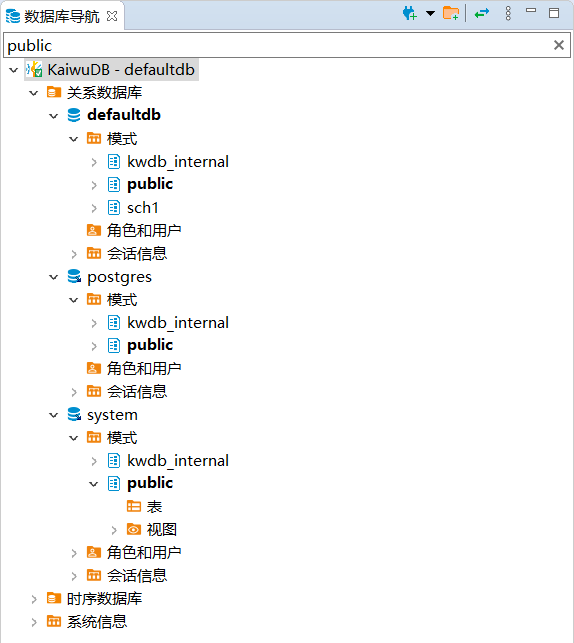 数据库导航
public
KaiwuDB - defaultdb
关系数据库
defaultdb
模式
kwdb_internal
public
sch1
角色和用户
会话信息
postgres
模式
kwdb_internal
public
角色和用户
会话信息
system
模式
kwdb_internal
public
表
视图
角色和用户
会话信息
时序数据库
系统信息